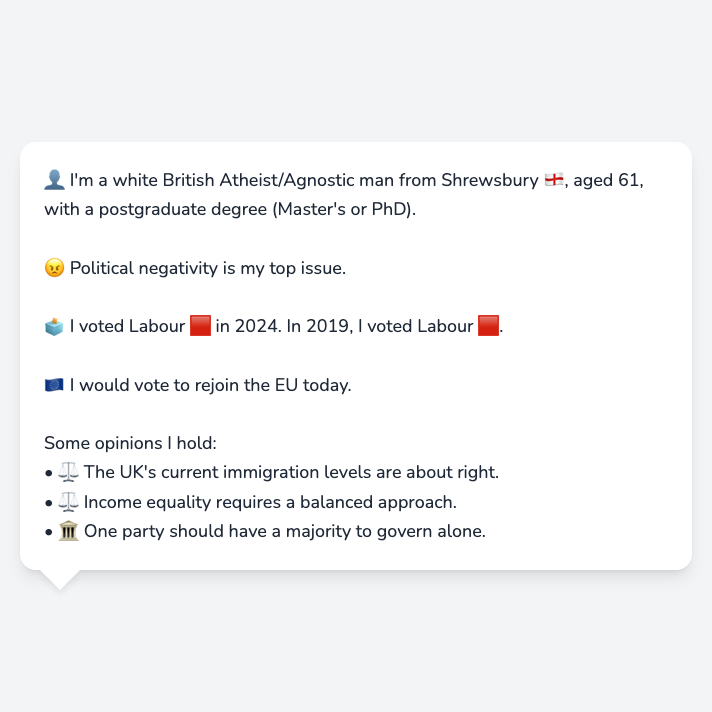 👤 I'm a white British Atheist/Agnostic man from Shrewsbury 🏴󠁧󠁢󠁥󠁮󠁧󠁿, aged 61,
with a postgraduate degree (Master's or PhD).
😠 Political negativity is my top issue.
🗳️ I voted Labour 🟥 in 2024. In 2019, I voted Labour 🟥.
🇪🇺 I would vote to rejoin the EU today.
Some opinions I hold:
• ⚖️ The UK's current immigration levels are about right.
• ⚖️ Income equality requires a balanced approach.
• 🏛️ One party should have a majority to govern alone.